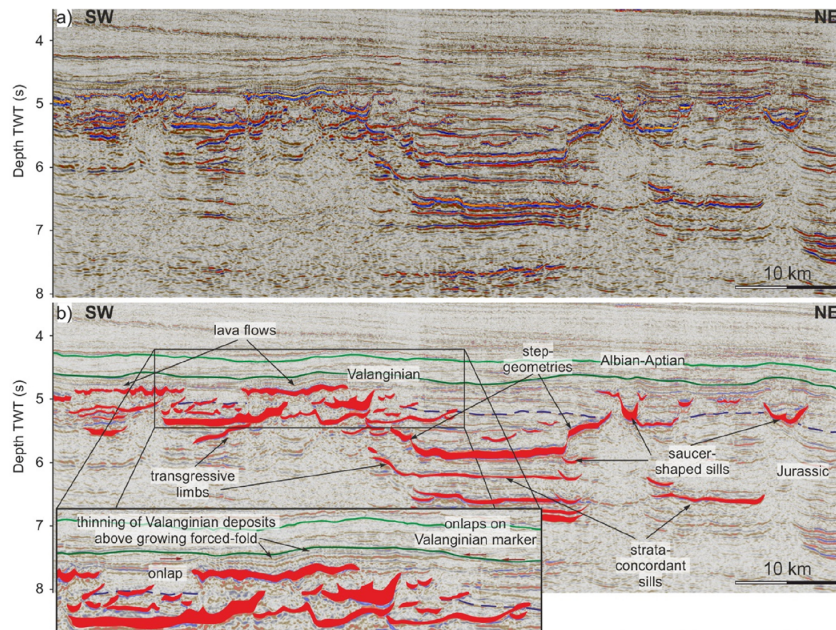 a) SW NE
4
5
6
7
8
Depth TWT (s)
10 km
b) SW NE
lava flows
step-
geometries
Albian-Aptian
Valanginian
4
5
6
7
8
Depth TWT (s)
transgressive
limbs
saucer-
shaped sills
Jurassic
thinning of Valanginian deposits
above growing forced-fold
onlaps on
Valanginian marker
onlap
strata-
concordant
sills
10 km